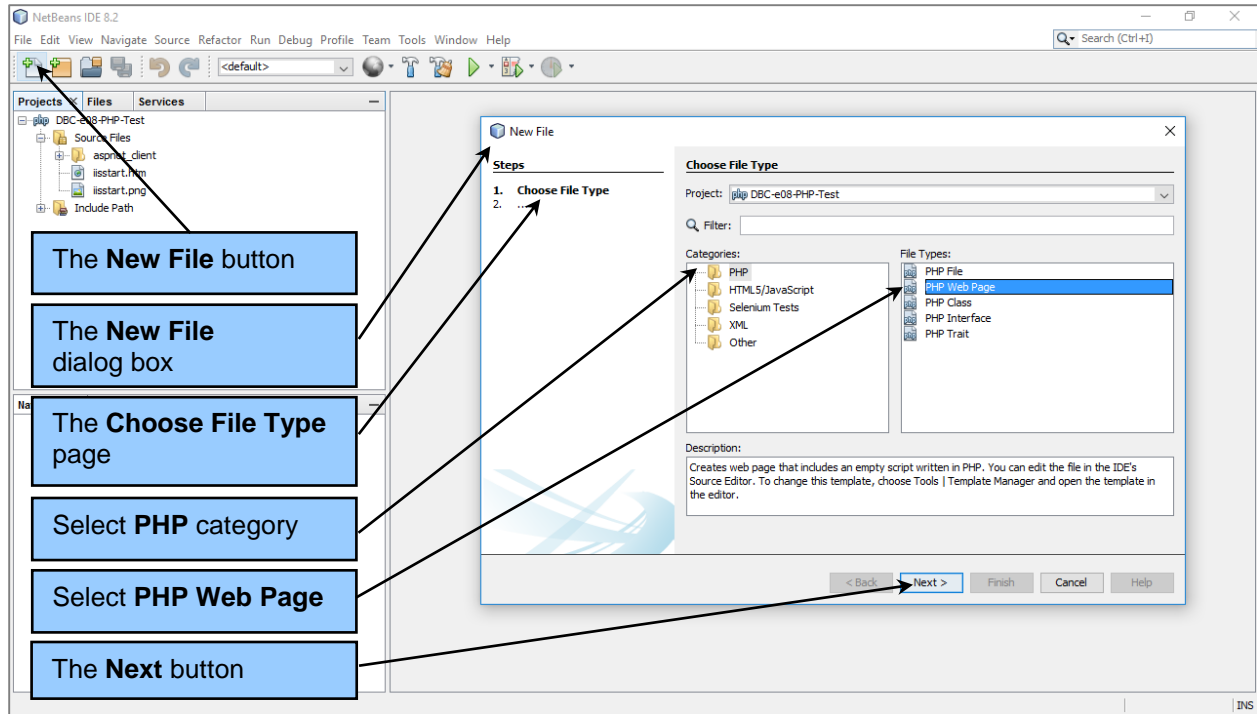 NetBeans IDE 8.2
File Edit View Navigate Source Refactor Run Debug Profile Team Tools Window Help
Search (Ctrl+I)
<default>
Projects Files Services
DBC-e08-PHP-Test
Source Files
aspnet_client
iisstart.htm
iisstart.png
Include Path
The New File button
The New File
dialog box
The Choose File Type
page
Select PHP category
Select PHP Web Page
The Next button
New File
Steps
1. Choose File Type
2. ...
Choose File Type
Project: DBC-e08-PHP-Test
Filter:
Categories:
PHP
HTML5/JavaScript
Selenium Tests
XML
Other
File Types:
PHP File
PHP Web Page
PHP Class
PHP Interface
PHP Trait
Description:
Creates web page that includes an empty script written in PHP. You can edit the file in the IDE's
Source Editor. To change this template, choose Tools | Template Manager and open the template in
the editor.
< Back Next > Finish Cancel Help
INS